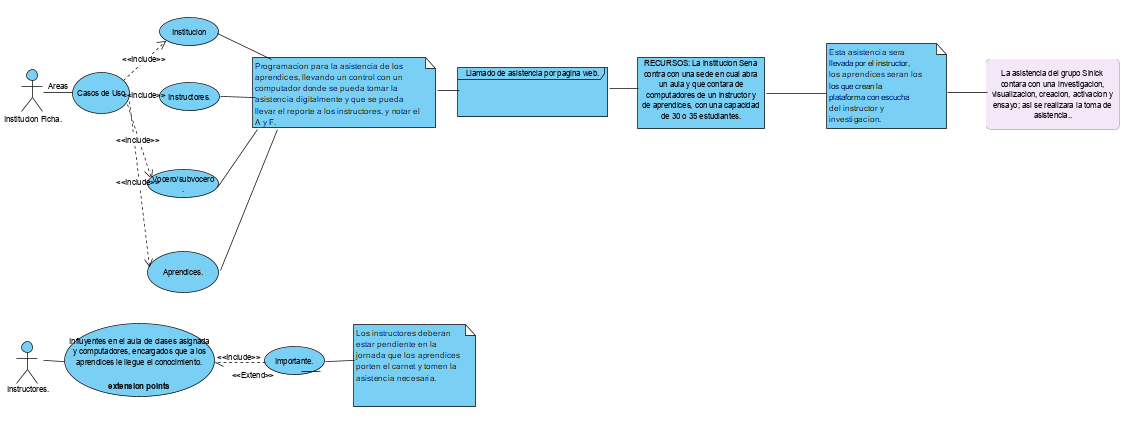 Institucion
<<Include>>
Areas
Casos de Uso
Institucion Ficha.
<<Include>>
Instructores.
<<Include>>
<<Include>>
Vocero/subvocero
.
Aprendices.
Programacion para la asistencia de los
aprendices, llevando un control con un
computador donde se pueda tomar la
asistencia digitalmente y que se pueda
llevar el reporte a los instructores, y notar el
A y F.
Llamado de asistencia por pagina web.
RECURSOS: La institucion Sena
contra con una sede en cual abra
un aula y que contara de
computadores de un instructor y
de aprendices, con una capacidad
de 30 o 35 estudiantes.
Esta asistencia sera
llevada por el instructor,
los aprendices seran los
los que crean la
plataforma con escucha
del instructor y
investigacion.
La asistencia del grupo Sinick
contara con una investigacion,
visualizacion, creacion, activacion y
ensayo; asi se realizara la toma de
asistencia..
Instructores.
Influyentes en el aula de clases asignada
y computadores, encargados que a los
aprendices le llegue el conocimiento.
extension points
<<Include>>
<<Extend>>
Importante.
Los instructores deberan
estar pendiente en la
jornada que los aprendices
porten el carnet y tomen la
asistencia necesaria.